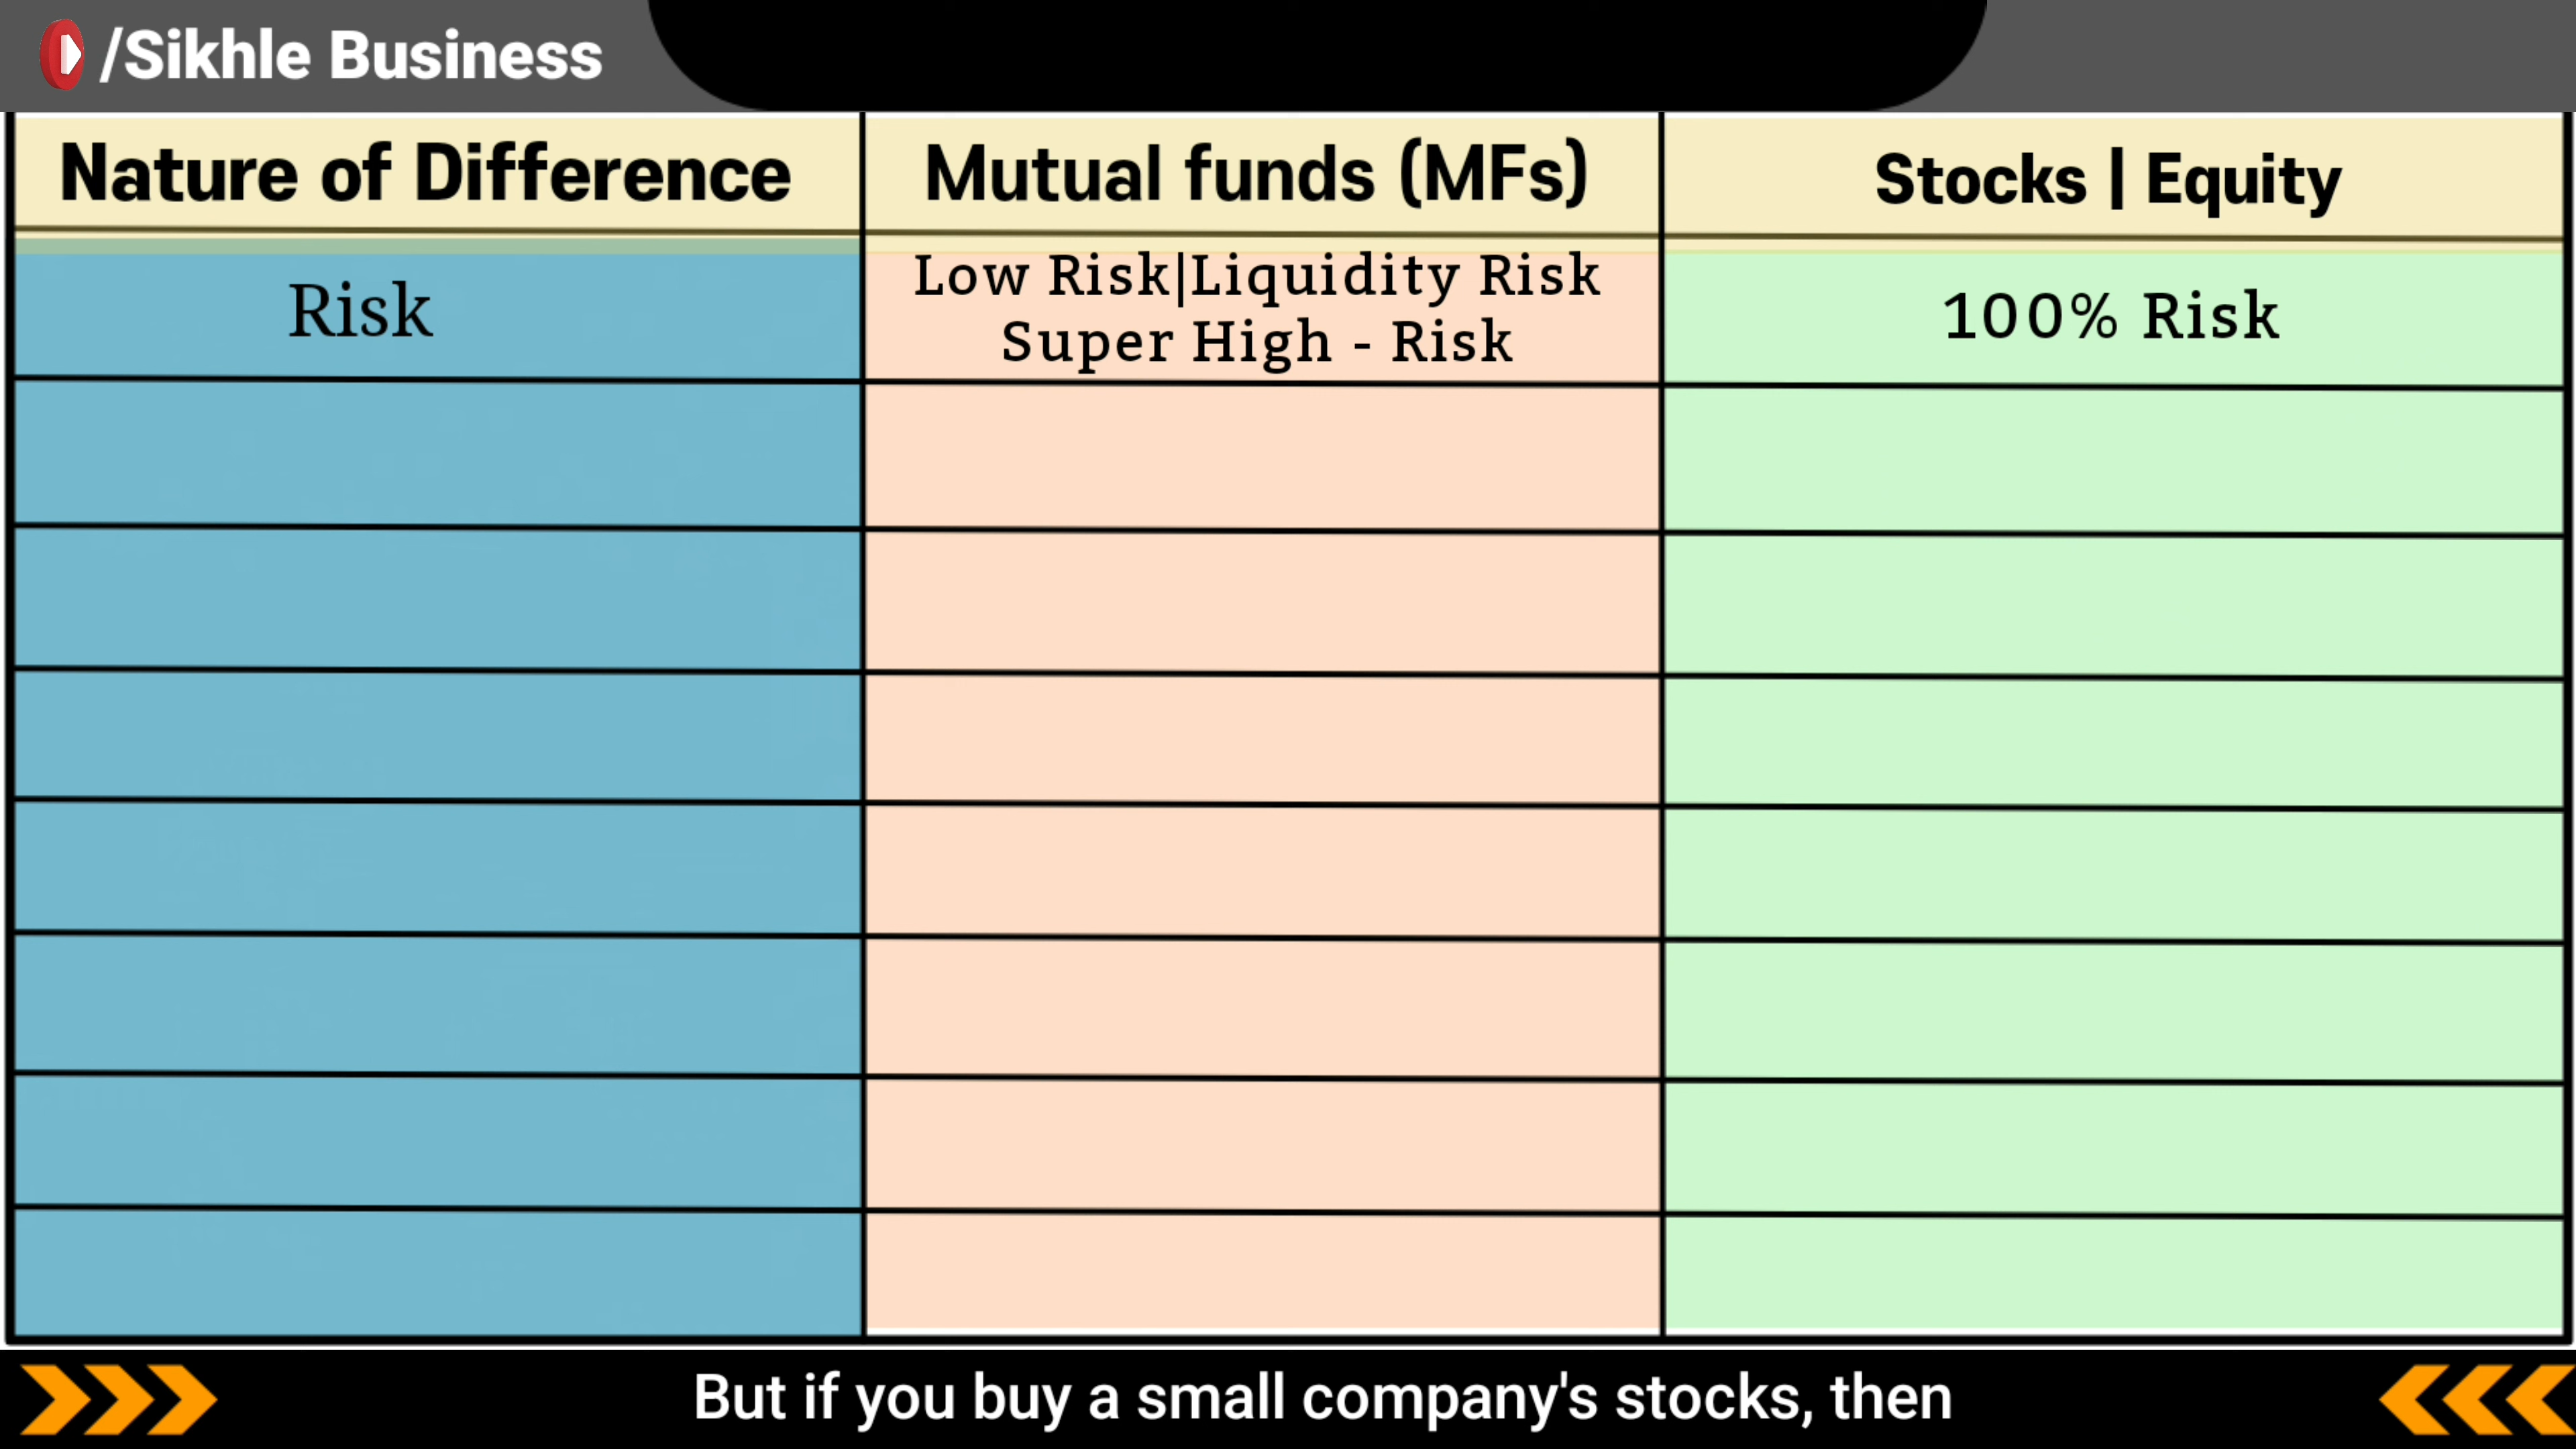 /Sikhle Business
Nature of Difference
Mutual funds (MFs)
Stocks | Equity
Risk
Low Risk|Liquidity Risk
Super High - Risk
100% Risk
But if you buy a small company's stocks, then